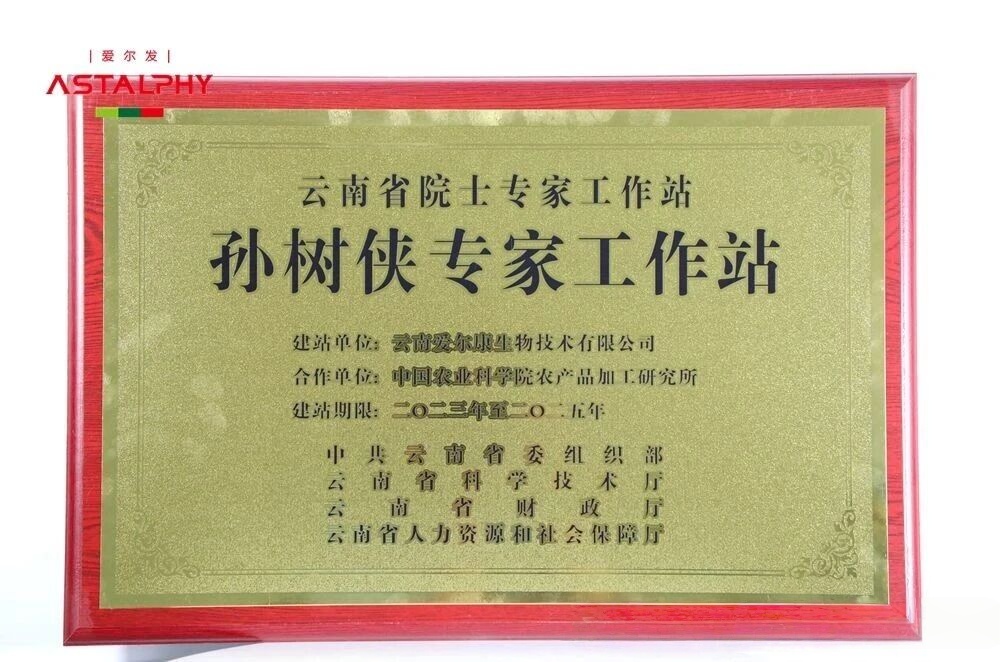 | 爱尔发 |
ASTALPHY
云南省院士专家工作站
孙树侠专家工作站
建站单位：云南爱尔康生物技术有限公司
合作单位：中国农业科学院农产品加工研究所
建站期限：二〇二三年至二〇二五年
中共云南省委组织部
云南省科学技术厅
云南省财政厅
云南省人力资源和社会保障厅